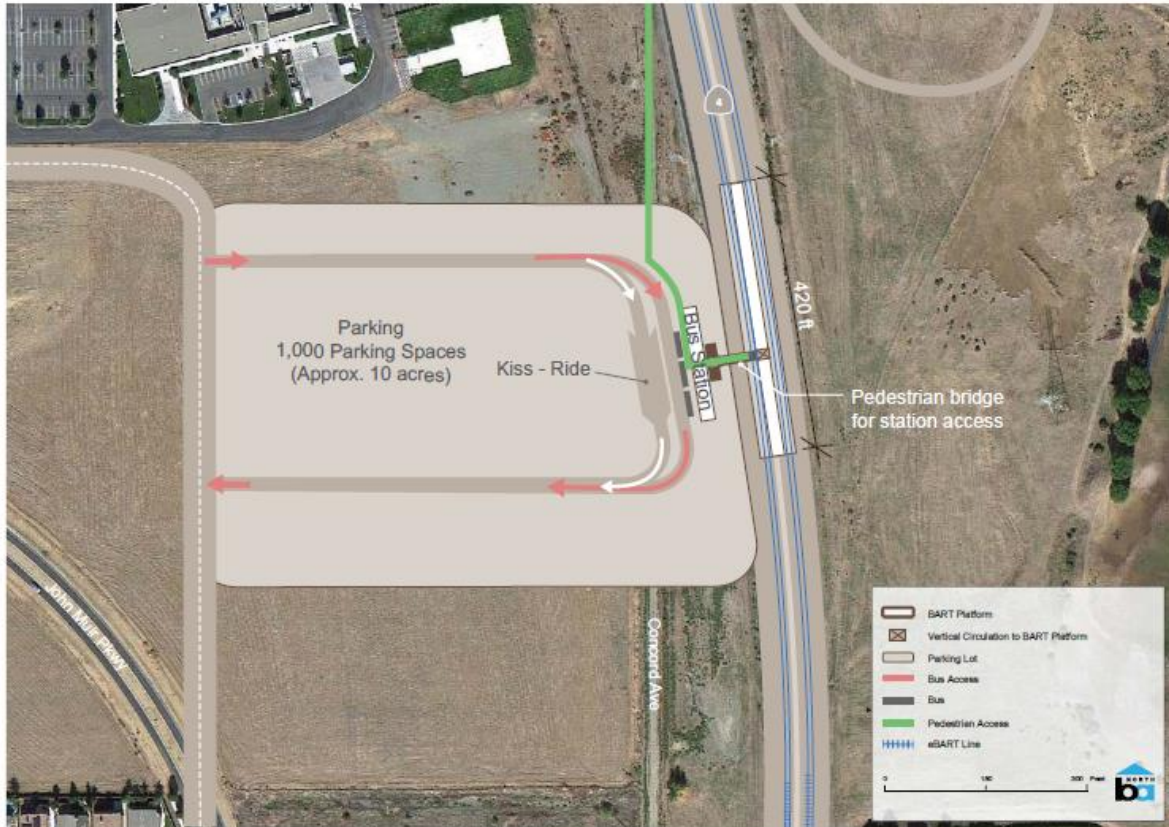 4
420 ft
Parking
1,000 Parking Spaces
(Approx. 10 acres)
Kiss - Ride
Bus Station
Pedestrian bridge
for station access
John Muir Pkwy
Concord Ave
BART Platform
Vertical Circulation to BART Platform
Parking Lot
Bus Access
Bus
Pedestrian Access
eBART Line
0 150 300 Feet
NORTH
ba